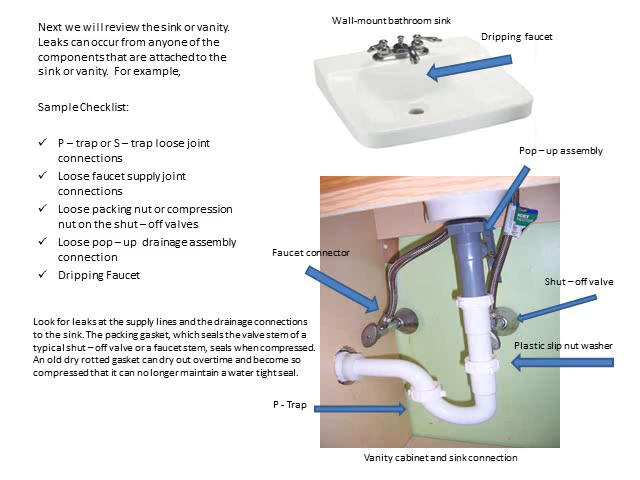 Next we will review the sink or vanity.
Leaks can occur from anyone of the
components that are attached to the
sink or vanity. For example,
Sample Checklist:
✓ P – trap or S – trap loose joint
connections
✓ Loose faucet supply joint
connections
✓ Loose packing nut or compression
nut on the shut – off valves
✓ Loose pop – up drainage assembly
connection
✓ Dripping Faucet
Look for leaks at the supply lines and the drainage connections
to the sink. The packing gasket, which seals the valve stem of a
typical shut – off valve or a faucet stem, seals when compressed.
An old dry rotted gasket can dry out overtime and become so
compressed that it can no longer maintain a water tight seal.
Wall-mount bathroom sink
Dripping faucet
Pop – up assembly
Faucet connector
Shut – off valve
Plastic slip nut washer
P - Trap
Vanity cabinet and sink connection